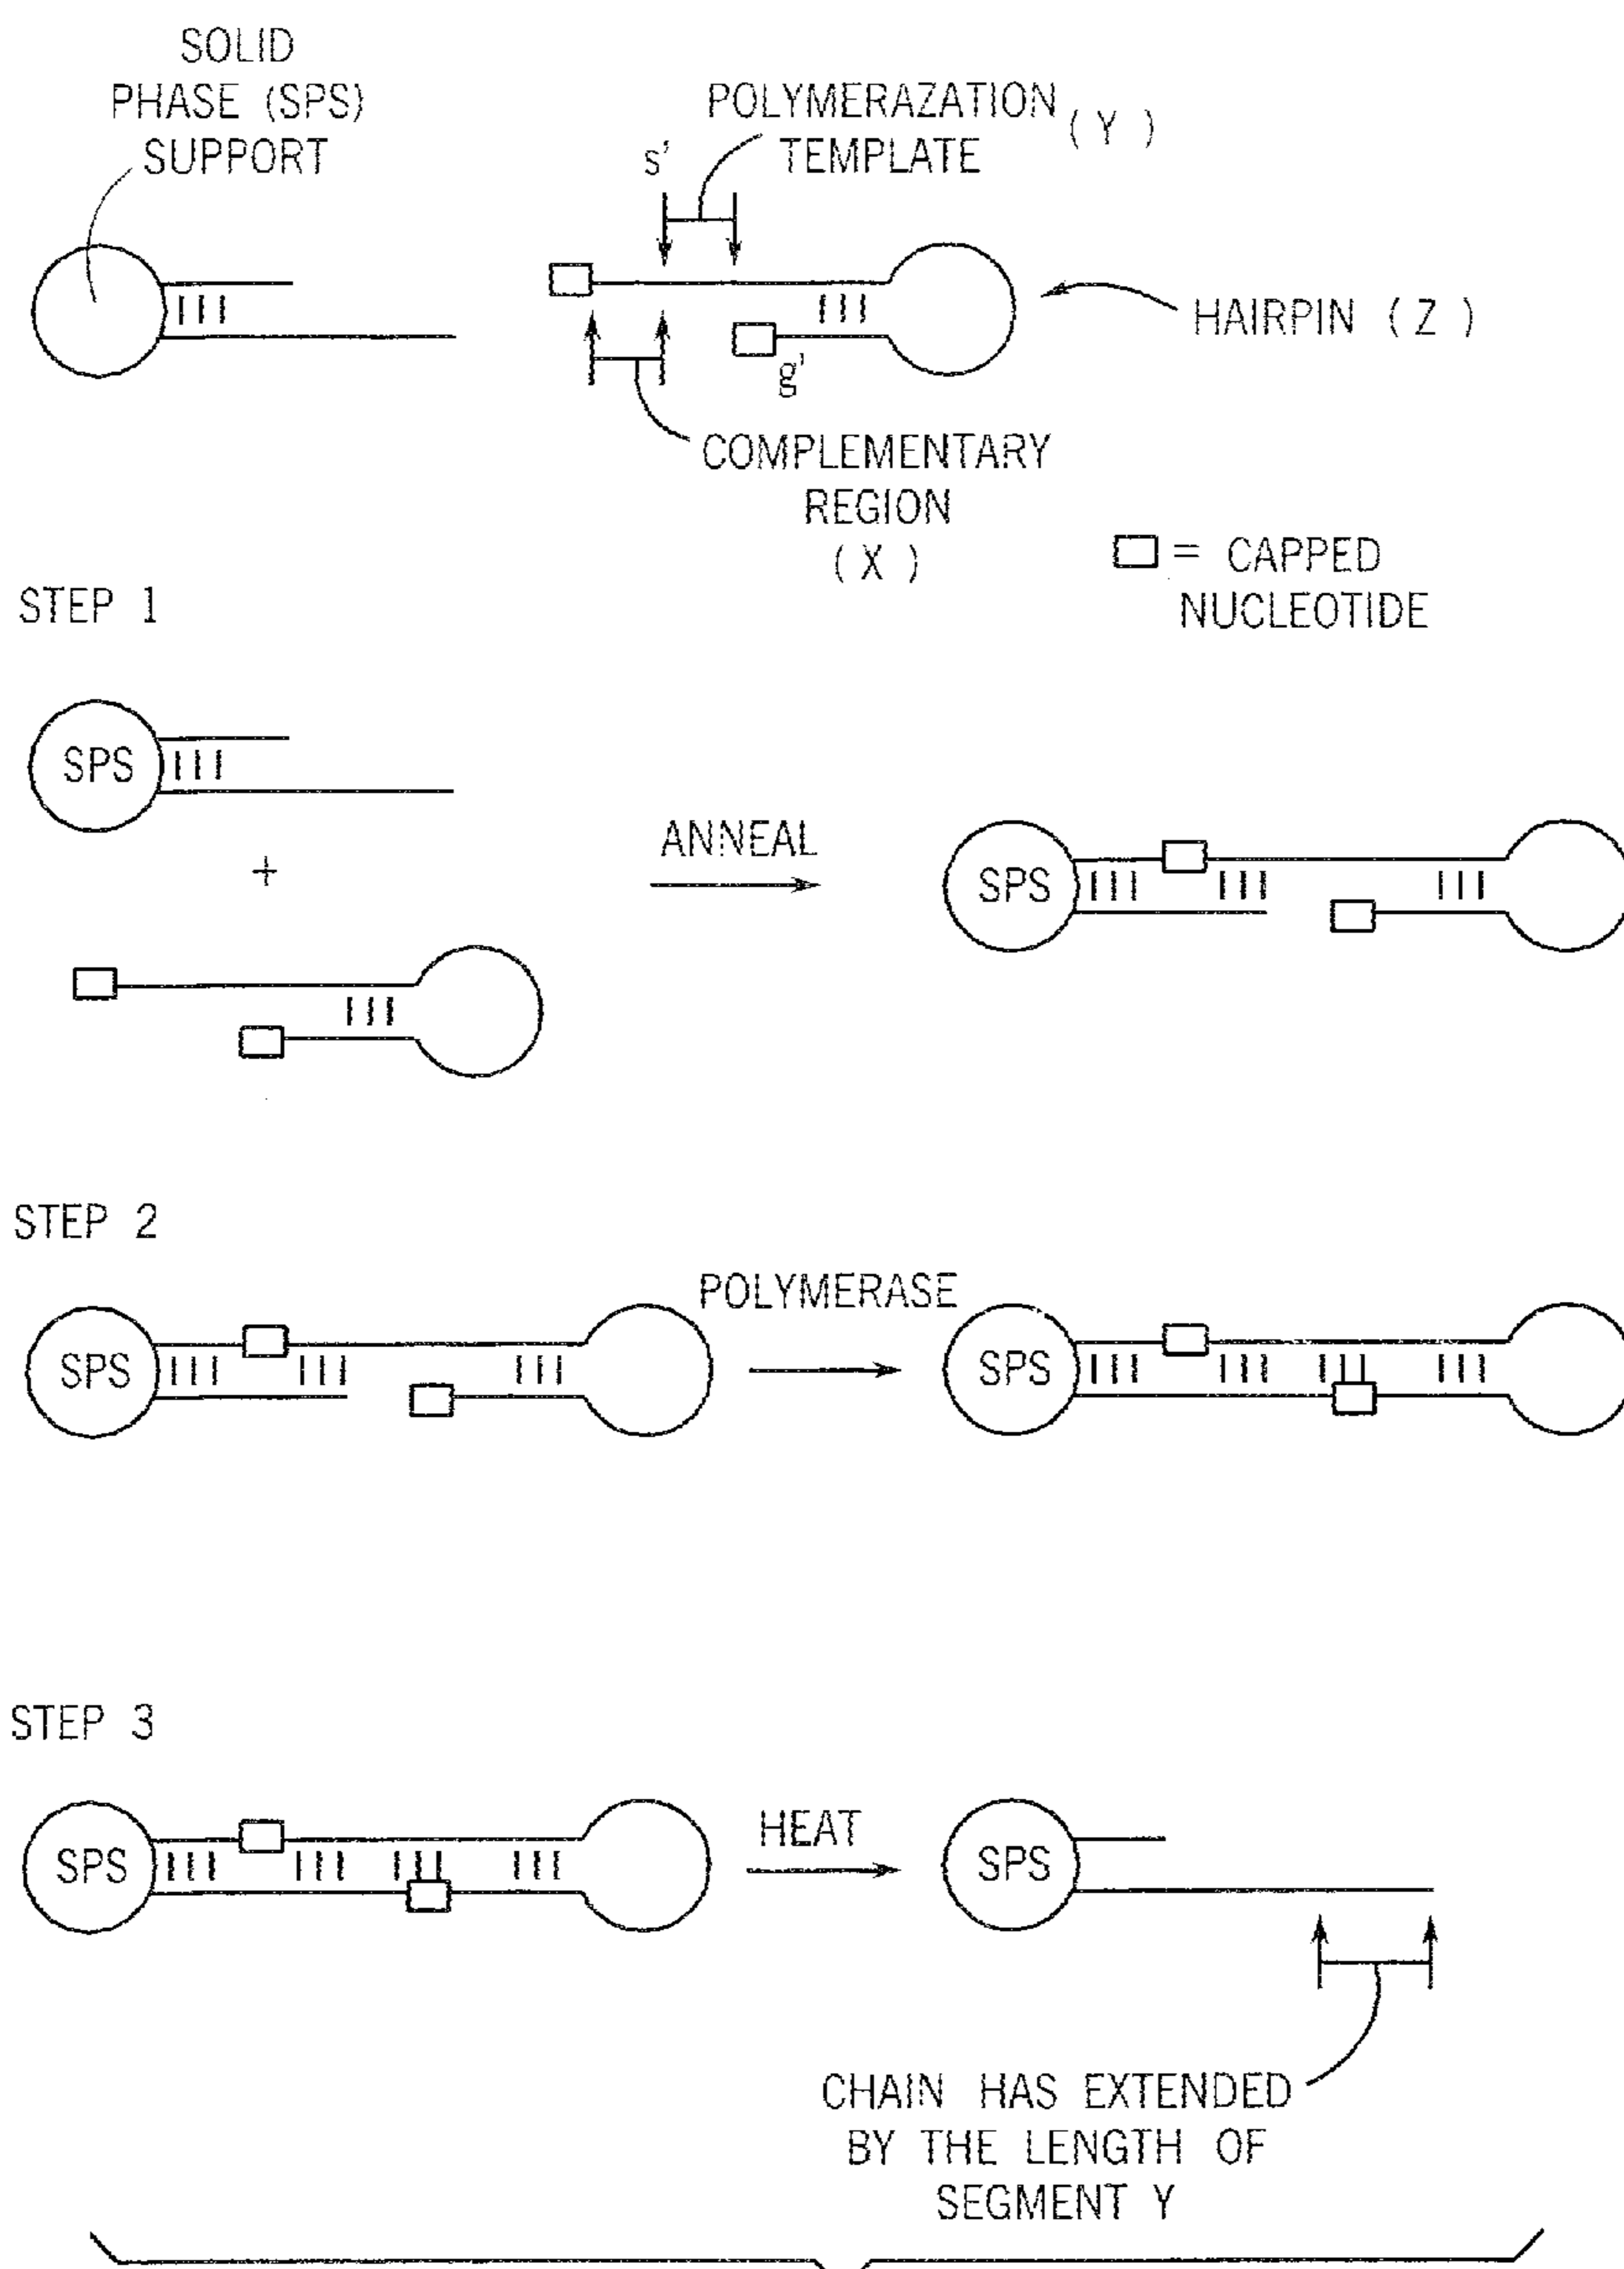 SOLID
PHASE (SPS)
SUPPORT
POLYMERAZATION
TEMPLATE
( Y )
s'
HAIRPIN ( Z )
g'
COMPLEMENTARY
REGION
( X )
= CAPPED
NUCLEOTIDE
STEP 1
SPS
+
ANNEAL
SPS
STEP 2
SPS
POLYMERASE
SPS
STEP 3
SPS
HEAT
SPS
CHAIN HAS EXTENDED
BY THE LENGTH OF
SEGMENT Y